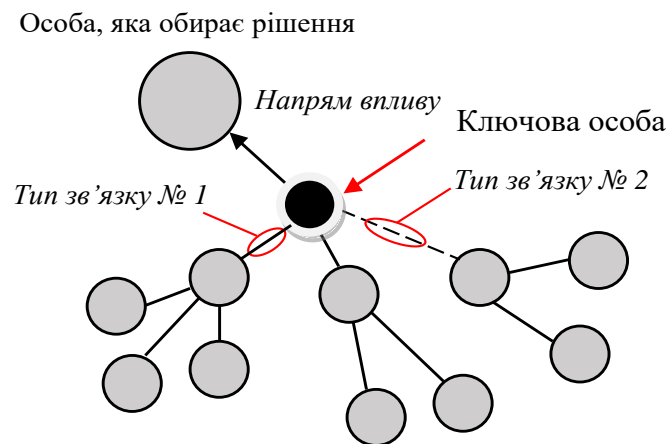 Особа, яка обирає рішення
Напрям впливу
Ключова особа
Тип зв’язку № 1
Тип зв’язку № 2